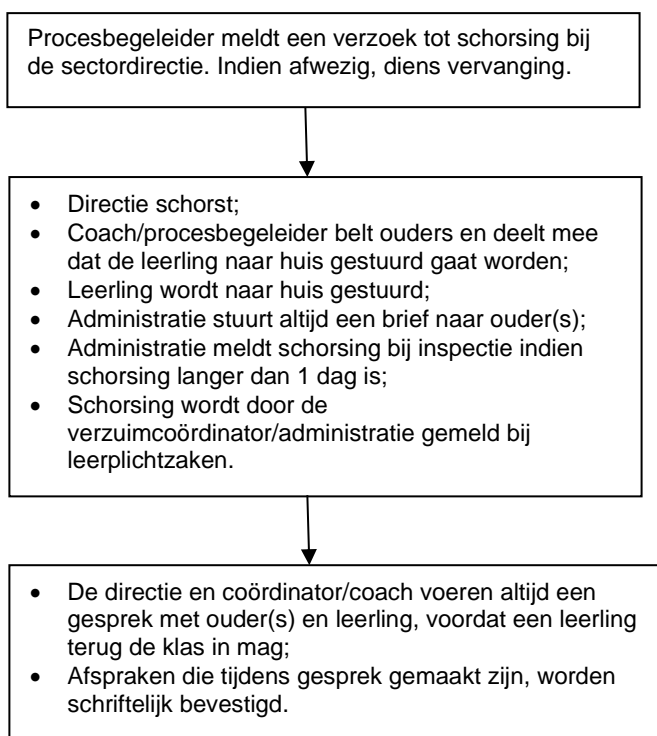 Procesbegeleider meldt een verzoek tot schorsing bij
de sectordirectie. Indien afwezig, diens vervanging.
• Directie schorst;
• Coach/procesbegeleider belt ouders en deelt mee
dat de leerling naar huis gestuurd gaat worden;
• Leerling wordt naar huis gestuurd;
• Administratie stuurt altijd een brief naar ouder(s);
• Administratie meldt schorsing bij inspectie indien
schorsing langer dan 1 dag is;
• Schorsing wordt door de
verzuimcoördinator/administratie gemeld bij
leerplichtzaken.
• De directie en coördinator/coach voeren altijd een
gesprek met ouder(s) en leerling, voordat een leerling
terug de klas in mag;
• Afspraken die tijdens gesprek gemaakt zijn, worden
schriftelijk bevestigd.